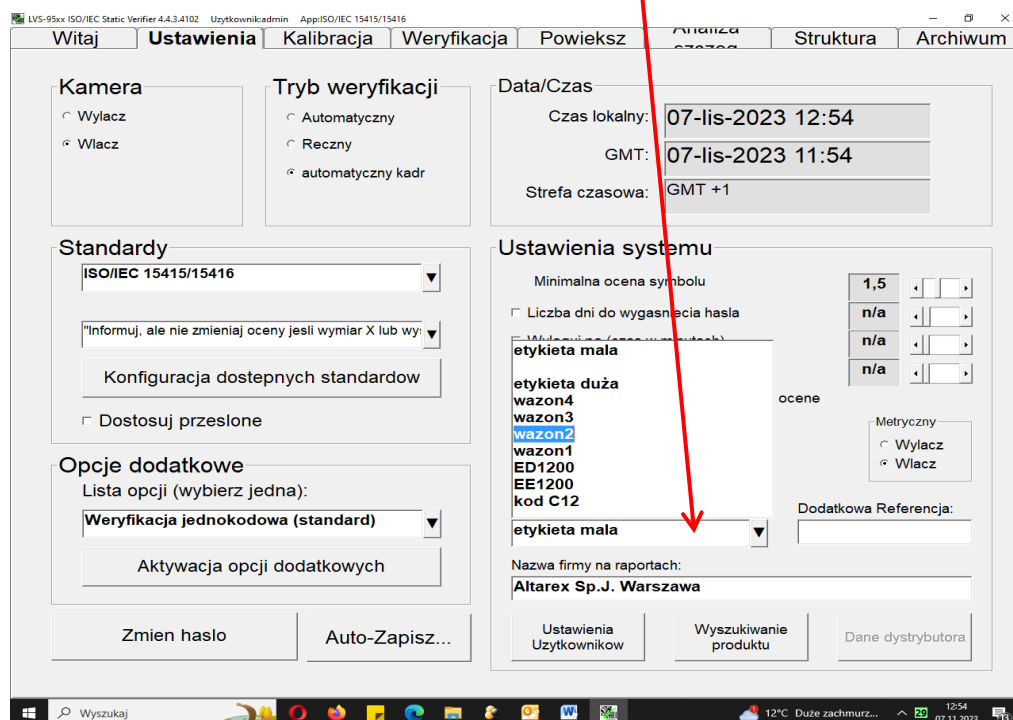 LVS-95xx ISO/IEC Static Verifier 4.4.3.4102 Uzytkownik:admin App:ISO/IEC 15415/15416
Witaj Ustawienia Kalibracja Weryfikacja Powieksz Analiza Struktura Archiwum
Kamera
Wylacz
Wlacz
Tryb weryfikacji
Automatyczny
Reczny
automatyczny kadr
Data/Czas
Czas lokalny: 07-lis-2023 12:54
GMT: 07-lis-2023 11:54
Strefa czasowa: GMT +1
Standardy
ISO/IEC 15415/15416
"Informuj, ale nie zmieniaj oceny jesli wymiar X lub wy
Konfiguracja dostepnych standardow
Dostosuj przeslone
Opcje dodatkowe
Lista opcji (wybierz jedna):
Weryfikacja jednokodowa (standard)
Aktywacja opcji dodatkowych
Zmien haslo
Auto-Zapisz...
Ustawienia systemu
Minimalna ocena symbolu 1,5
Liczba dni do wygasniecia hasla n/a
n/a
n/a
ocene
etykieta mala
etykieta duża
wazon4
wazon3
wazon2
wazon1
ED1200
EE1200
kod C12
etykieta mala
Metryczny
Wylacz
Wlacz
Dodatkowa Referencja:
Nazwa firmy na raportach:
Altarex Sp.J. Warszawa
Ustawienia
Uzytkownikow
Wyszukiwanie
produktu
Dane dystrybutora
Wyszukaj
12°C Duże zachmurz...
29
12:54
07.11.2023